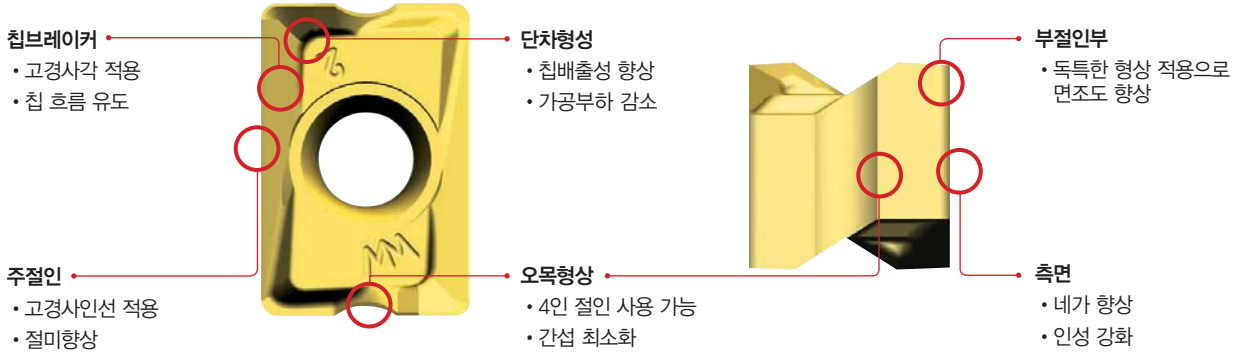 칩브레이커
• 고경사각 적용
• 칩 흐름 유도
단차형성
• 칩배출성 향상
• 가공부하 감소
부절인부
• 독특한 형상 적용으로
면조도 향상
2
MM
주절인
• 고경사인선 적용
• 절미향상
오목형상
• 4인 절인 사용 가능
• 간섭 최소화
측면
• 네가 향상
• 인성 강화